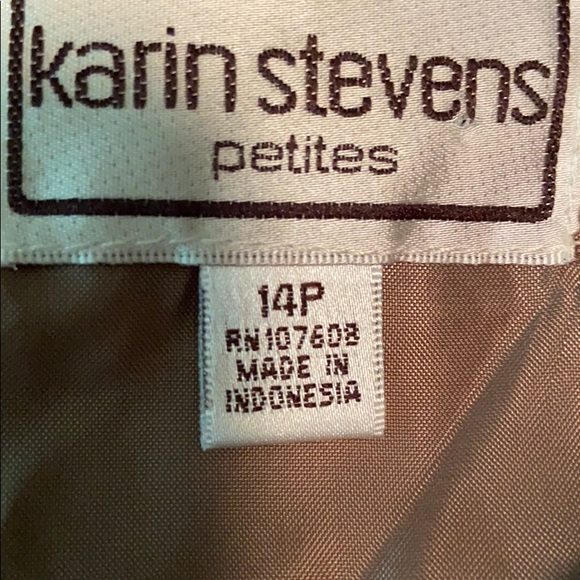 karin stevens
petites
14P
RN107608
MADE IN
INDONESIA